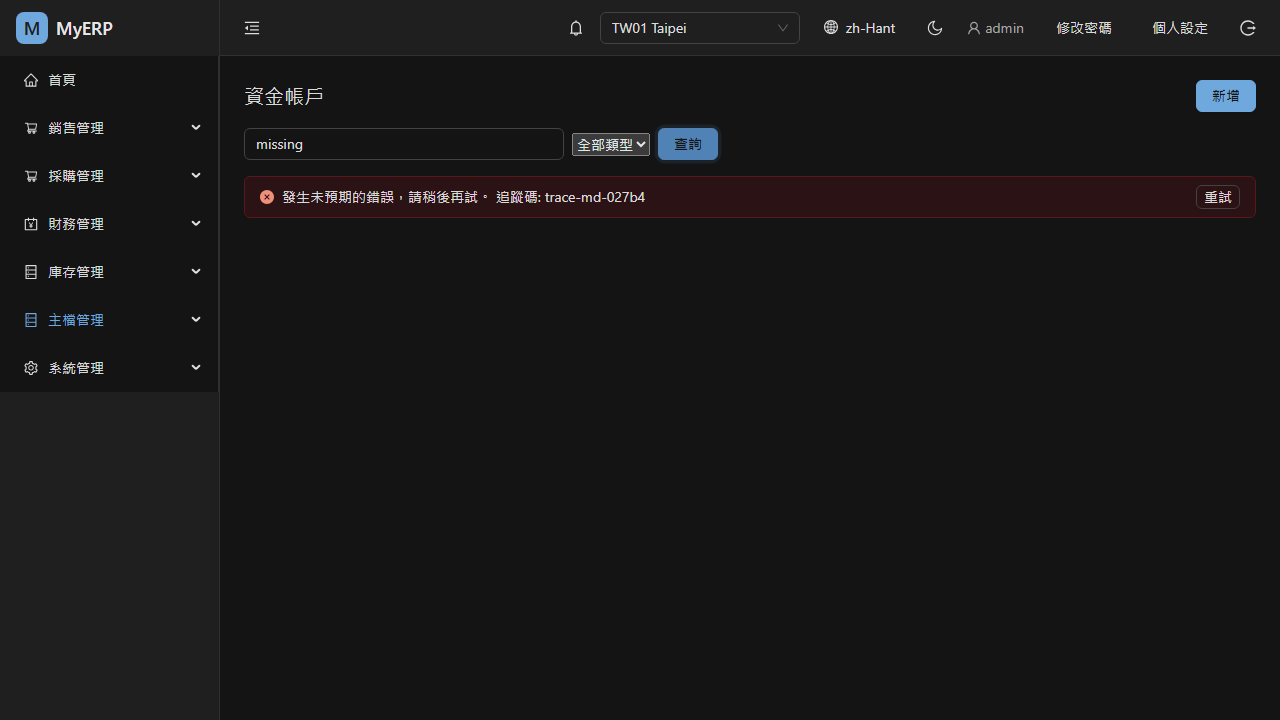 M MyERP
TW01 Taipei
zh-Hant
admin
修改密碼
個人設定
首頁
銷售管理
採購管理
財務管理
庫存管理
主檔管理
系統管理
資金帳戶
新增
missing
全部類型
查詢
發生未預期的錯誤，請稍後再試。 追蹤碼: trace-md-027b4
重試